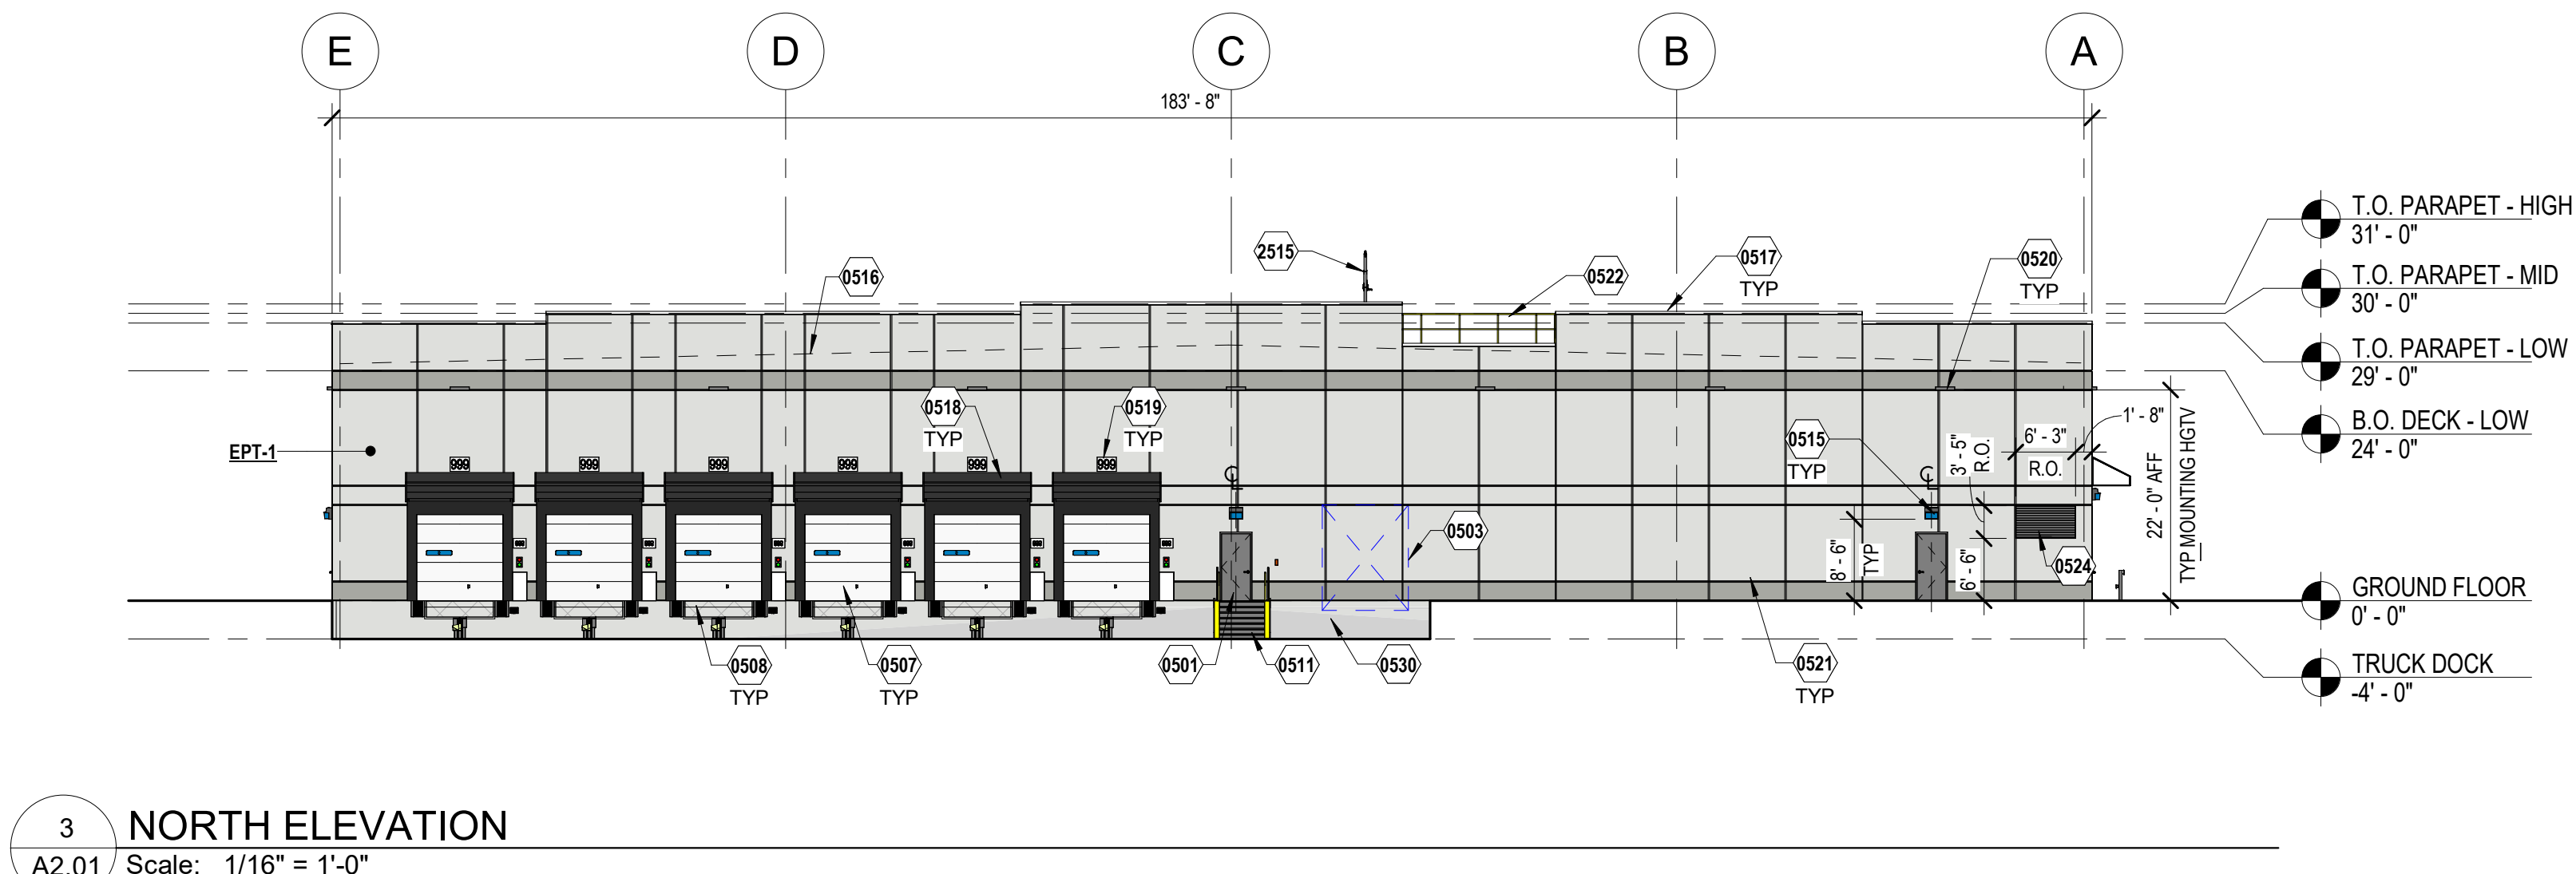 E
D
C
B
A
183' - 8"
T.O. PARAPET - HIGH
31' - 0"
2515
0516
0522
0517
TYP
0520
TYP
T.O. PARAPET - MID
30' - 0"
T.O. PARAPET - LOW
29' - 0"
0518
TYP
0519
TYP
0515
TYP
3' - 5"
R.O.
6' - 3"
R.O.
1' - 8"
B.O. DECK - LOW
24' - 0"
EPT-1
999
999
999
999
999
999
CL
CL
22' - 0" AFF
TYP MOUNTING HGTV
0503
8' - 6"
TYP
6' - 6"
0524
GROUND FLOOR
0' - 0"
0508
TYP
0507
TYP
0501
0511
0530
0521
TYP
TRUCK DOCK
-4' - 0"
3
NORTH ELEVATION
A2.01
Scale: 1/16" = 1'-0"